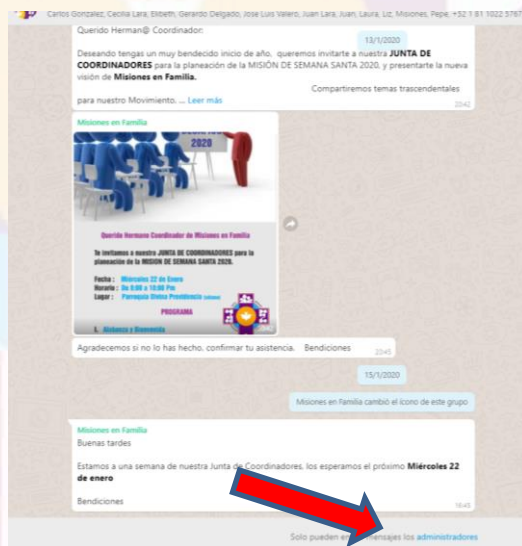 Carlos Gonzalez, Cecilia Lara, Elibeth, Gerardo Delgado, Jose Luis Valero, Juan Lara, Juan, Laura, Liz, Misiones, Pepe, +52 1 81 1022 5767
Querido Herman@ Coordinador:
13/1/2020
Deseando tengas un muy bendecido inicio de año, queremos invitarte a nuestra JUNTA DE
COORDINADORES para la planeación de la MISIÓN DE SEMANA SANTA 2020, y presentarte la nueva
visión de Misiones en Familia.
Compartiremos temas trascendentales
para nuestro Movimiento. ... Leer más
20:42
Misiones en Familia
2020
Querido Hermano Coordinador de Misiones en Familia
Te invitamos a nuestra JUNTA DE COORDINADORES para la
planeación de la MISION DE SEMANA SANTA 2020.
Fecha : Miércoles 22 de Enero
Horario : De 8:00 a 10:00 Pm
Lugar : Parroquia Divina Providencia
PROGRAMA
1. Alabanza y Bienvenida
Agradecemos si no lo has hecho, confirmar tu asistencia. Bendiciones
20:45
15/1/2020
Misiones en Familia cambió el ícono de este grupo
Misiones en Familia
Buenas tardes
Estamos a una semana de nuestra Junta de Coordinadores, los esperamos el próximo Miércoles 22
de enero
Bendiciones
16:45
Solo pueden mensajes los administradores